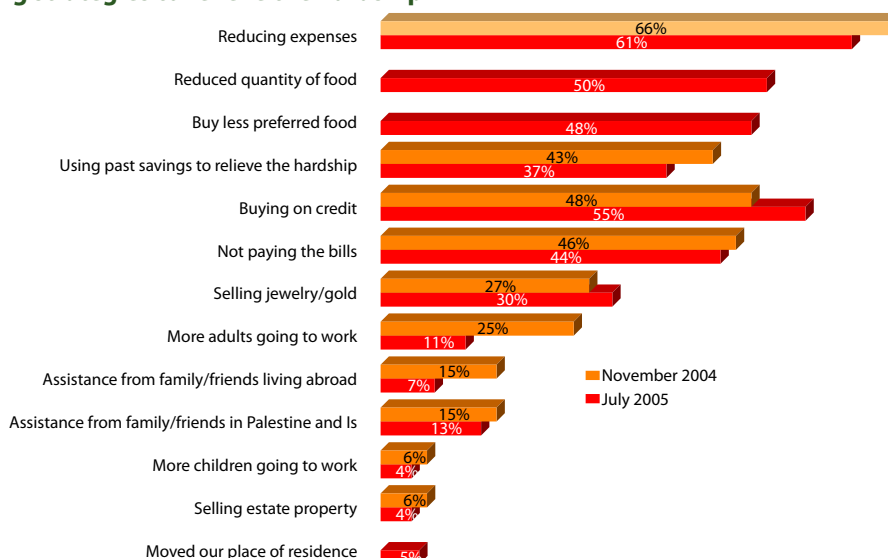 Reducing expenses
66%
61%
Reduced quantity of food
50%
Buy less preferred food
48%
Using past savings to relieve the hardship
43%
37%
Buying on credit
48%
55%
Not paying the bills
46%
44%
Selling jewelry/gold
27%
30%
More adults going to work
25%
11%
Assistance from family/friends living abroad
15%
7%
November 2004
July 2005
Assistance from family/friends in Palestine and Is
15%
13%
More children going to work
6%
4%
Selling estate property
6%
4%
Moved our place of residence
5%